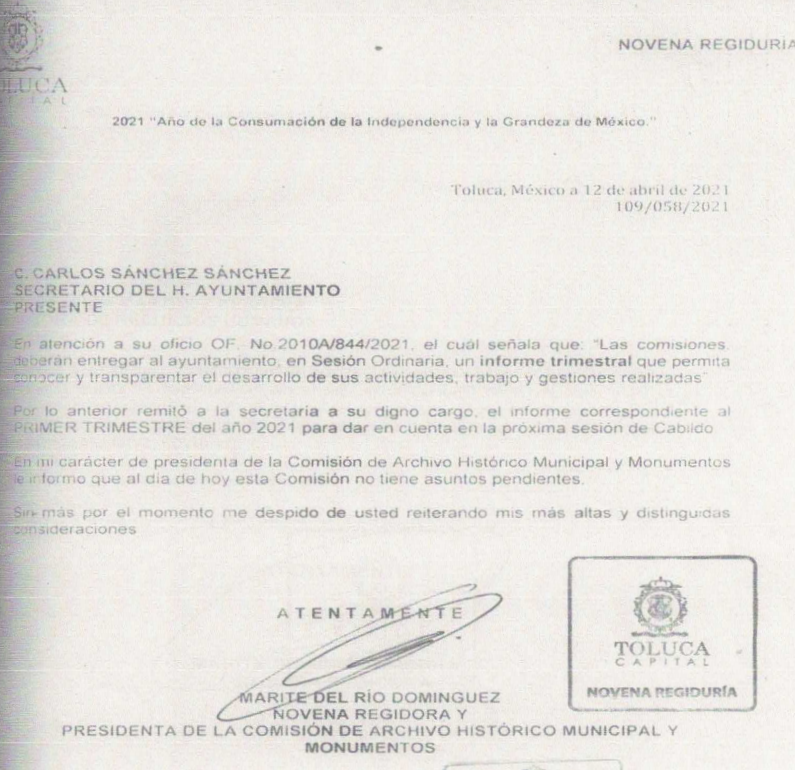 TOLUCA
CAPITAL
NOVENA REGIDURÍA
2021 "Año de la Consumación de la Independencia y la Grandeza de México."
Toluca, México a 12 de abril de 2021
109/058/2021
C. CARLOS SÁNCHEZ SÁNCHEZ
SECRETARIO DEL H. AYUNTAMIENTO
PRESENTE
En atención a su oficio OF. No.2010A/844/2021, el cuál señala que: "Las comisiones,
deberán entregar al ayuntamiento, en Sesión Ordinaria, un informe trimestral que permita
conocer y transparentar el desarrollo de sus actividades, trabajo y gestiones realizadas"
Por lo anterior remitó a la secretaria a su digno cargo, el informe correspondiente al
PRIMER TRIMESTRE del año 2021 para dar en cuenta en la próxima sesión de Cabildo
En mi carácter de presidenta de la Comisión de Archivo Histórico Municipal y Monumentos
le informo que al día de hoy esta Comisión no tiene asuntos pendientes.
Sin más por el momento me despido de usted reiterando mis más altas y distinguidas
consideraciones
ATENTAMENTE
MARITE DEL RÍO DOMINGUEZ
NOVENA REGIDORA Y
PRESIDENTA DE LA COMISIÓN DE ARCHIVO HISTÓRICO MUNICIPAL Y
MONUMENTOS
TOLUCA
CAPITAL
NOVENA REGIDURÍA